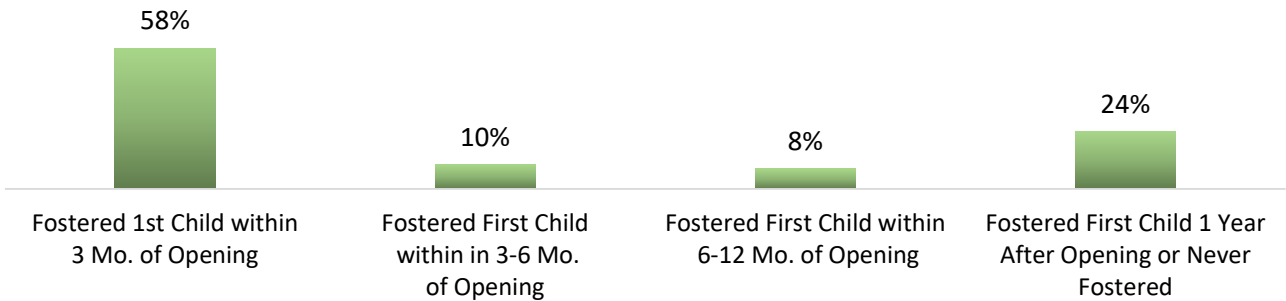 58%
10%
8%
24%
Fostered 1st Child within
3 Mo. of Opening
Fostered First Child
within in 3-6 Mo.
of Opening
Fostered First Child within
6-12 Mo. of Opening
Fostered First Child 1 Year
After Opening or Never
Fostered